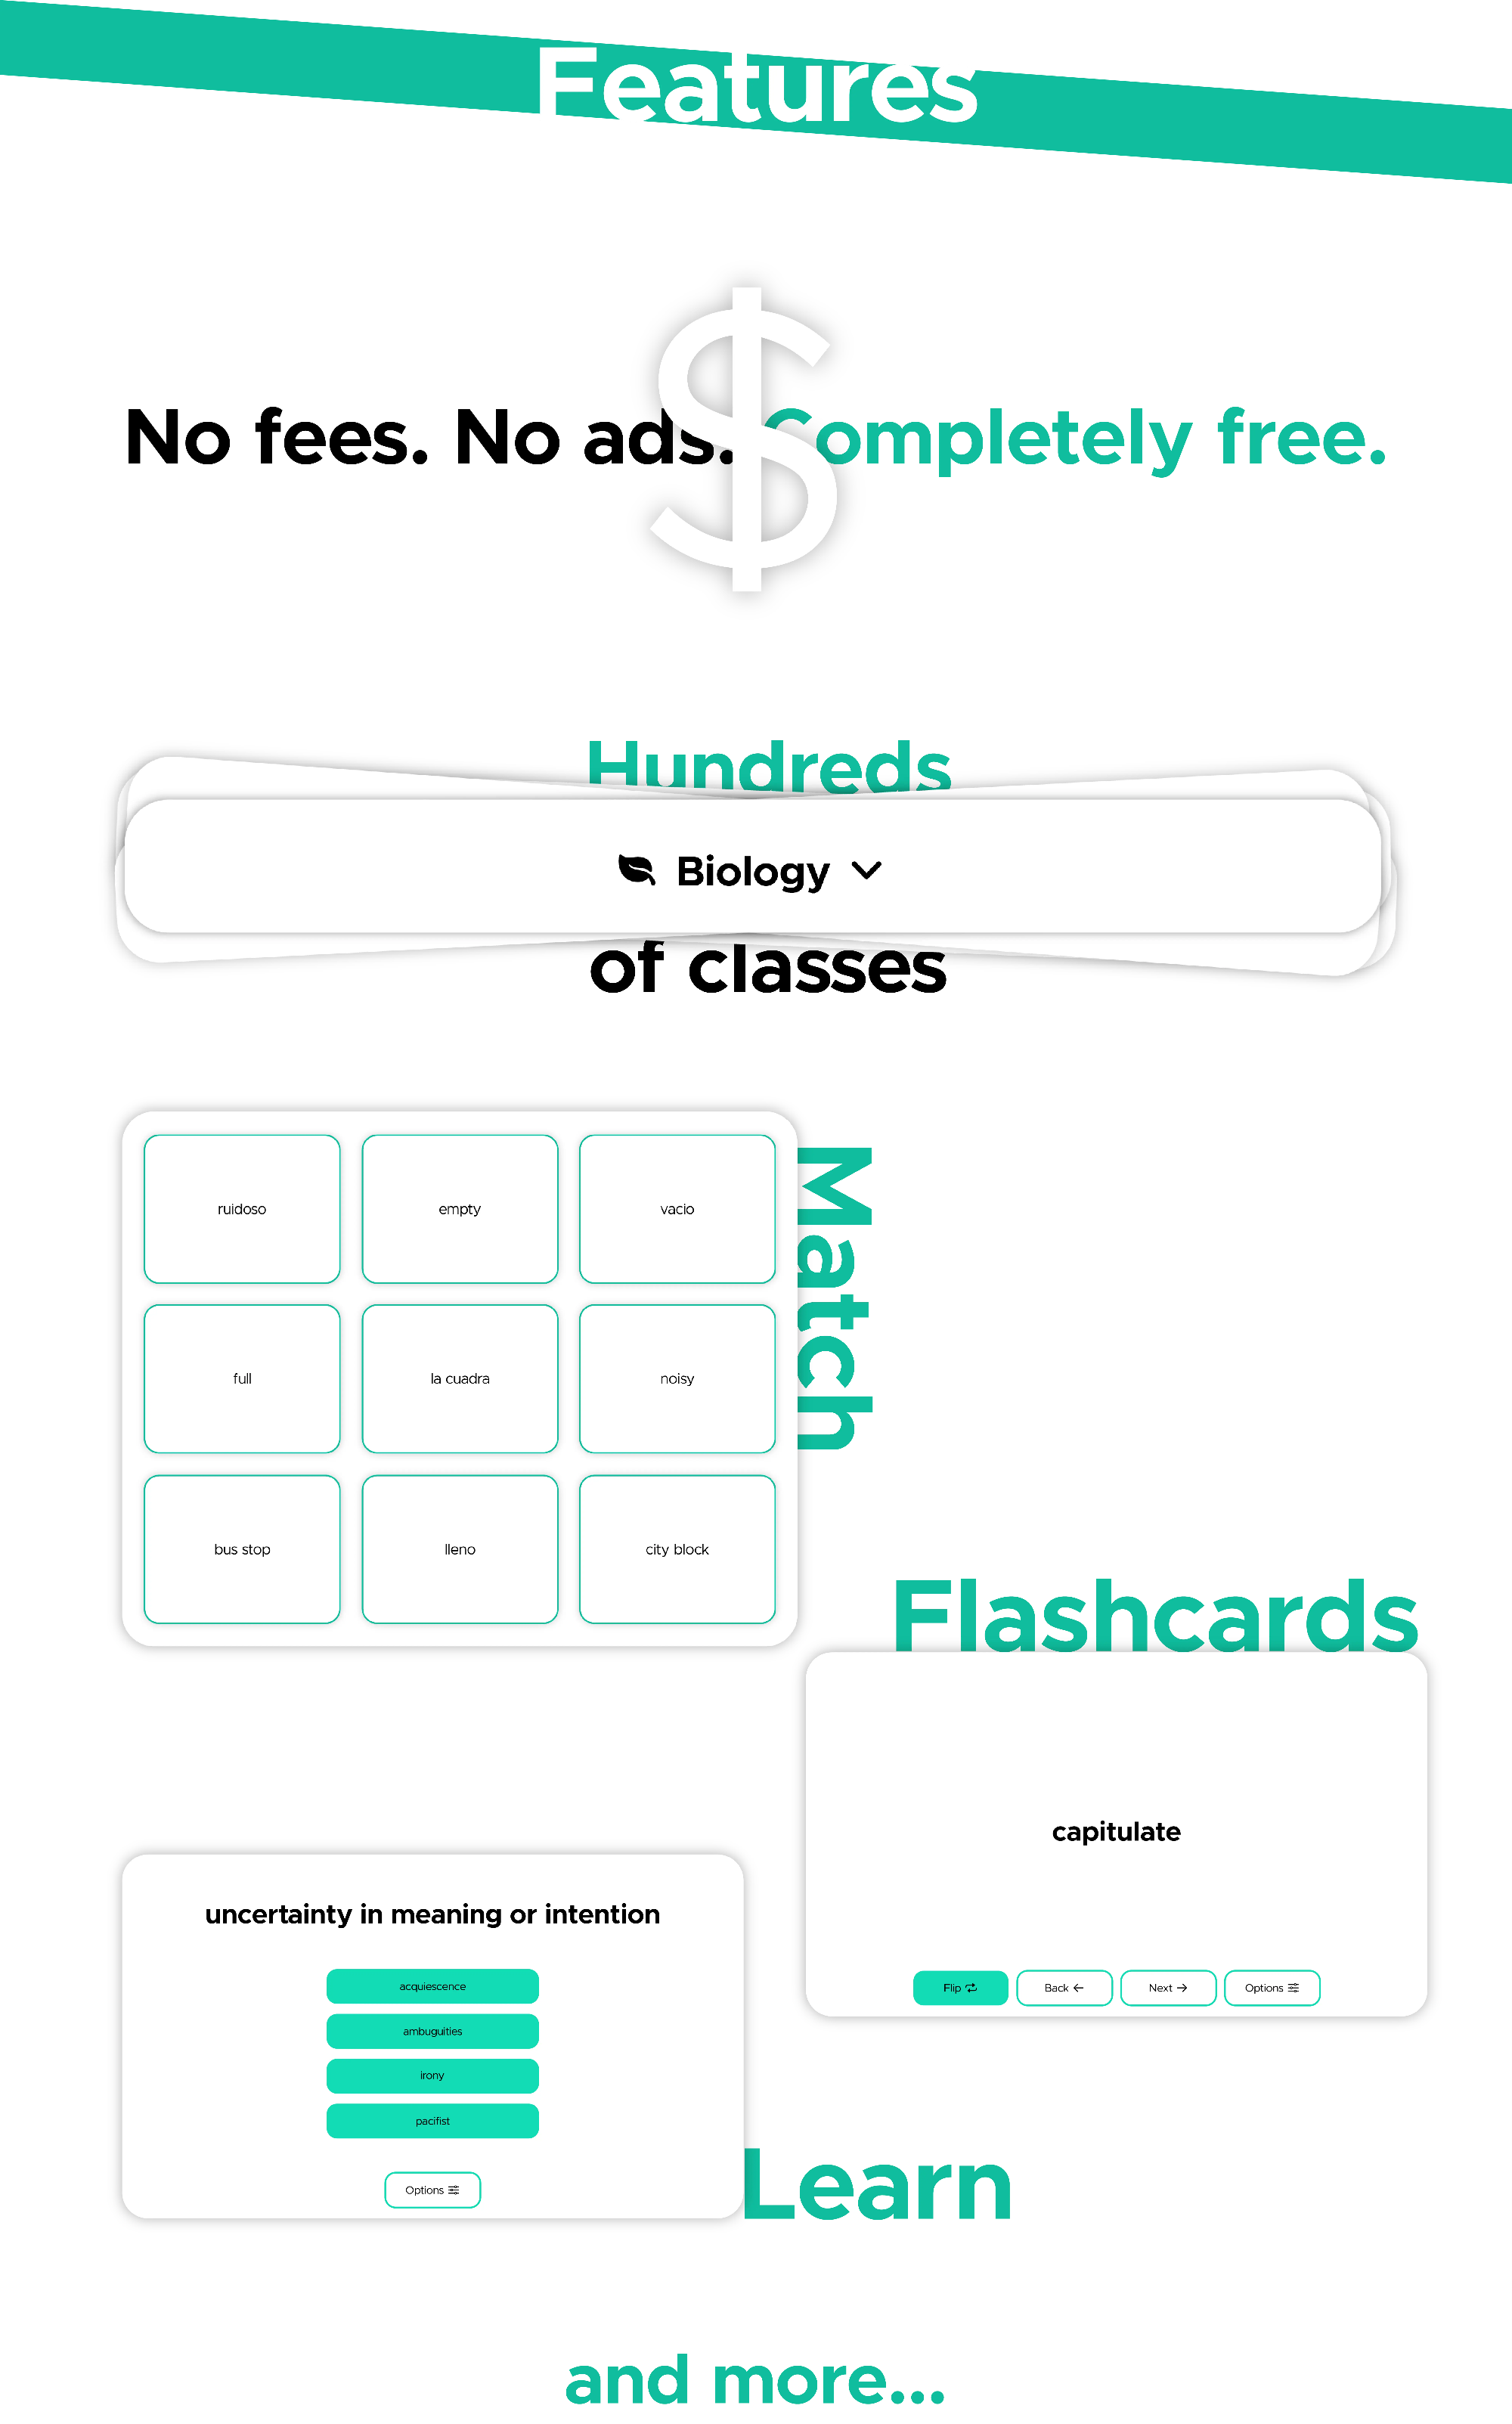 Features
$
No fees. No ads. Completely free.
Hundreds
Biology
of classes
ruidoso
empty
vacio
full
la cuadra
noisy
bus stop
lleno
city block
Match
Flashcards
capitulate
Flip
Back
Next
Options
uncertainty in meaning or intention
acquiescence
ambuguities
irony
pacifist
Options
Learn
and more...